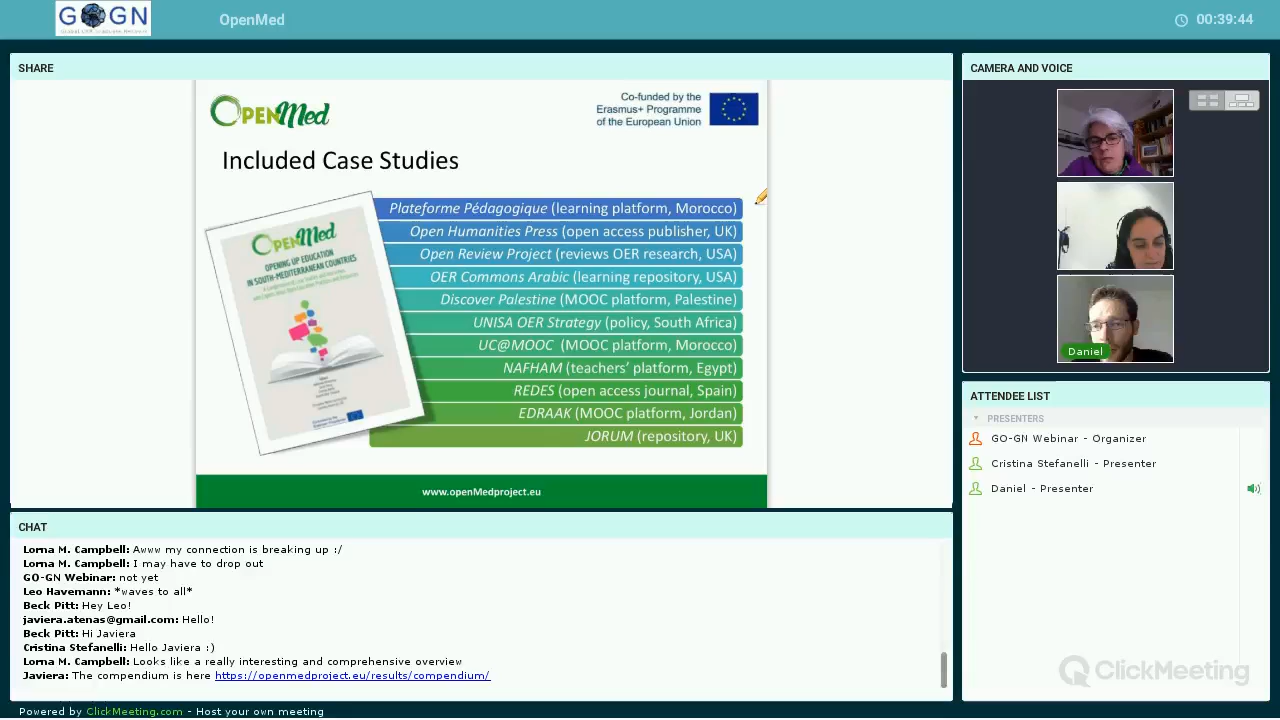 GOGN
OpenMed
00:39:44
SHARE
OPENMed
Co-funded by the
Erasmus+ Programme
of the European Union
Included Case Studies
OPENMed
OPENING UP EDUCATION
IN SOUTH-MEDITERRANEAN COUNTRIES
Plateforme Pédagogique (learning platform, Morocco)
Open Humanities Press (open access publisher, UK)
Open Review Project (reviews OER research, USA)
OER Commons Arabic (learning repository, USA)
Discover Palestine (MOOC platform, Palestine)
UNISA OER Strategy (policy, South Africa)
UC@MOOC (MOOC platform, Morocco)
NAFHAM (teachers' platform, Egypt)
REDES (open access journal, Spain)
EDRAAK (MOOC platform, Jordan)
JORUM (repository, UK)
www.openMedproject.eu
CHAT
Lorna M. Campbell: Awww my connection is breaking up :/
Lorna M. Campbell: I may have to drop out
GO-GN Webinar: not yet
Leo Havemann: *waves to all*
Beck Pitt: Hey Leo!
javiera.atenas@gmail.com: Hello!
Beck Pitt: Hi Javiera
Cristina Stefanelli: Hello Javiera :)
Lorna M. Campbell: Looks like a really interesting and comprehensive overview
Javiera: The compendium is here https://openmedproject.eu/results/compendium/
CAMERA AND VOICE
Daniel
ATTENDEE LIST
PRESENTERS
GO-GN Webinar - Organizer
Cristina Stefanelli - Presenter
Daniel - Presenter
ClickMeeting
Powered by ClickMeeting.com - Host your own meeting